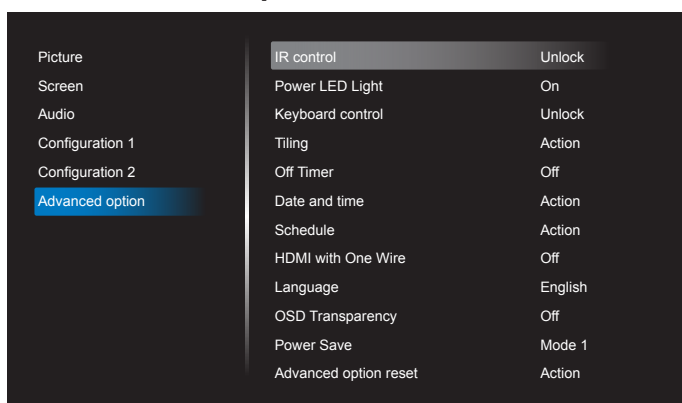 Picture
Screen
Audio
Configuration 1
Configuration 2
Advanced option
IR control Unlock
Power LED Light On
Keyboard control Unlock
Tiling Action
Off Timer Off
Date and time Action
Schedule Action
HDMI with One Wire Off
Language English
OSD Transparency Off
Power Save Mode 1
Advanced option reset Action